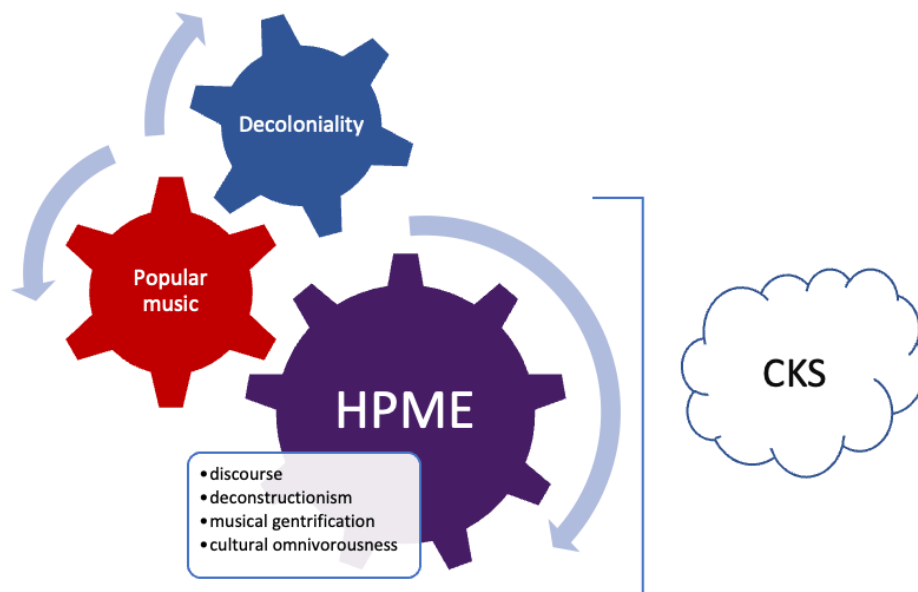 Decoloniality
Popular
music
HPME
•discourse
•deconstructionism
•musical gentrification
•cultural omnivorousness
CKS